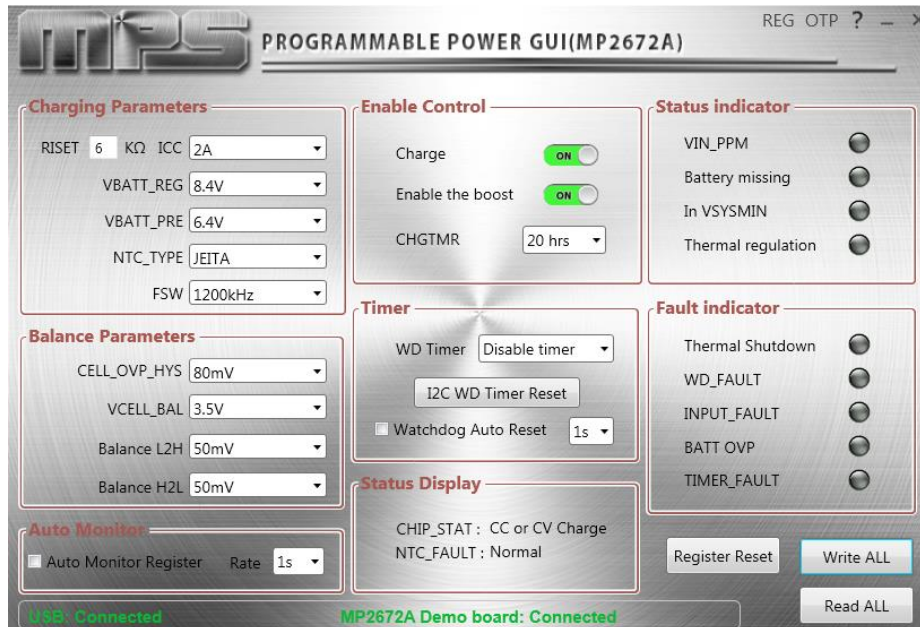 MPS
PROGRAMMABLE POWER GUI(MP2672A)
REG OTP ?
Charging Parameters
RISET 6 KΩ ICC 2A
VBATT_REG 8.4V
VBATT_PRE 6.4V
NTC_TYPE JEITA
FSW 1200kHz
Balance Parameters
CELL_OVP_HYS 80mV
VCELL_BAL 3.5V
Balance L2H 50mV
Balance H2L 50mV
Auto Monitor
Auto Monitor Register Rate 1s
Enable Control
Charge ON
Enable the boost ON
CHGTMR 20 hrs
Timer
WD Timer Disable timer
I2C WD Timer Reset
Watchdog Auto Reset 1s
Status Display
CHIP_STAT : CC or CV Charge
NTC_FAULT : Normal
Status indicator
VIN_PPM
Battery missing
In VSYSMIN
Thermal regulation
Fault indicator
Thermal Shutdown
WD_FAULT
INPUT_FAULT
BATT OVP
TIMER_FAULT
Register Reset Write ALL
Read ALL
USB: Connected MP2672A Demo board: Connected